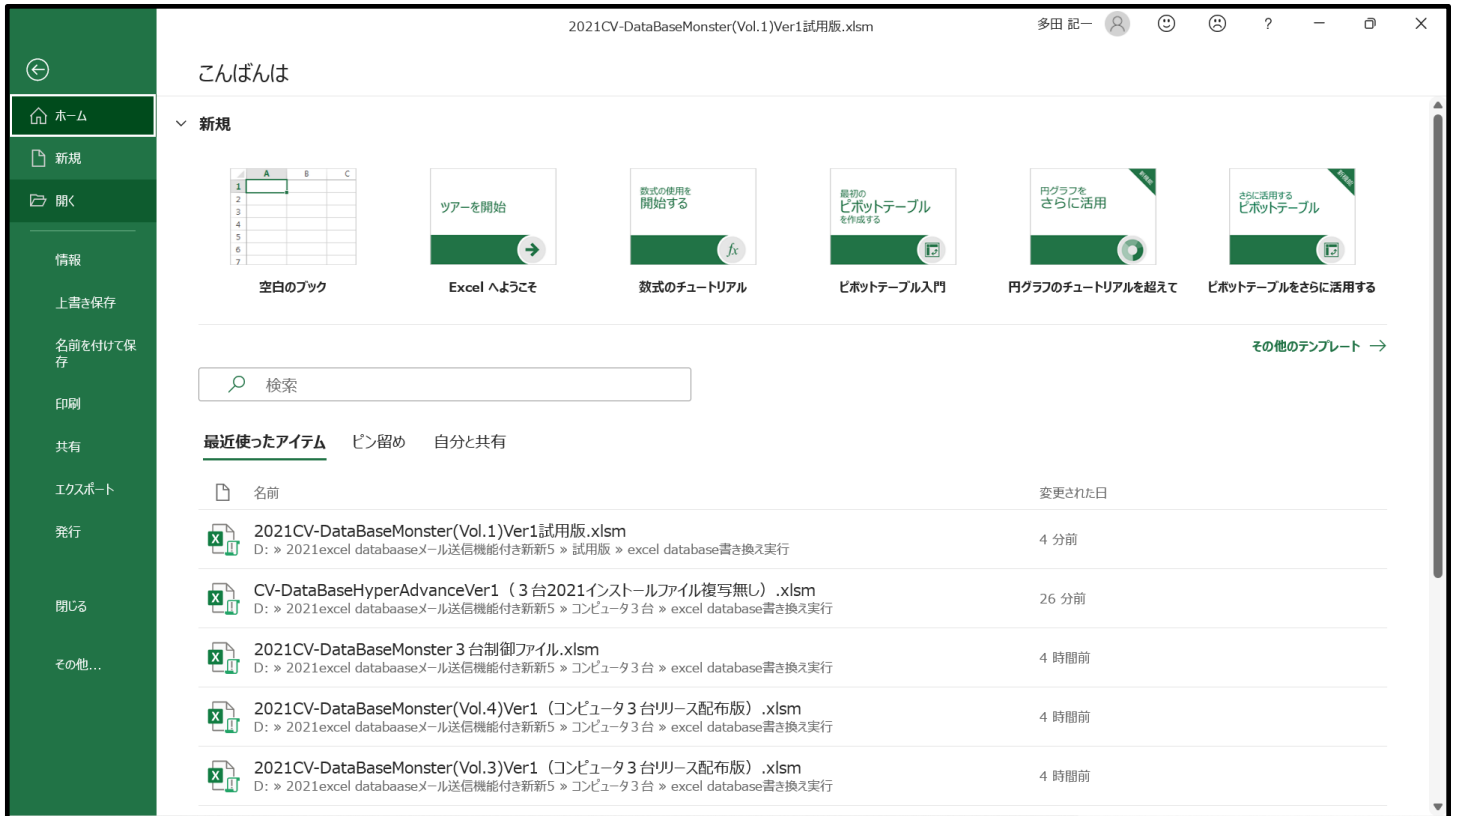 2021CV-DataBaseMonster(Vol.1)Ver1試用版.xlsm
多田 記一
?
こんばんは
ホーム
新規
開く
情報
上書き保存
名前を付けて保
存
印刷
共有
エクスポート
発行
閉じる
その他...
新規
A B C
1
2
3
4
5
6
7
空白のブック
ツアーを開始
Excel へようこそ
数式の使用を
開始する
fx
数式のチュートリアル
最初の
ピボットテーブル
を作成する
ピボットテーブル入門
円グラフを
さらに活用
新機能
円グラフのチュートリアルを超えて
さらに活用する
ピボットテーブル
新機能
ピボットテーブルをさらに活用する
その他のテンプレート
検索
最近使ったアイテム ピン留め 自分と共有
名前 変更された日
2021CV-DataBaseMonster(Vol.1)Ver1試用版.xlsm
D: » 2021excel databaaseメール送信機能付き新新5 » 試用版 » excel database書き換え実行
4 分前
CV-DataBaseHyperAdvanceVer1（３台2021インストールファイル複写無し）.xlsm
D: » 2021excel databaaseメール送信機能付き新新5 » コンピュータ３台 » excel database書き換え実行
26 分前
2021CV-DataBaseMonster３台制御ファイル.xlsm
D: » 2021excel databaaseメール送信機能付き新新5 » コンピュータ３台 » excel database書き換え実行
4 時間前
2021CV-DataBaseMonster(Vol.4)Ver1（コンピュータ３台リリース配布版）.xlsm
D: » 2021excel databaaseメール送信機能付き新新5 » コンピュータ３台 » excel database書き換え実行
4 時間前
2021CV-DataBaseMonster(Vol.3)Ver1（コンピュータ３台リリース配布版）.xlsm
D: » 2021excel databaaseメール送信機能付き新新5 » コンピュータ３台 » excel database書き換え実行
4 時間前